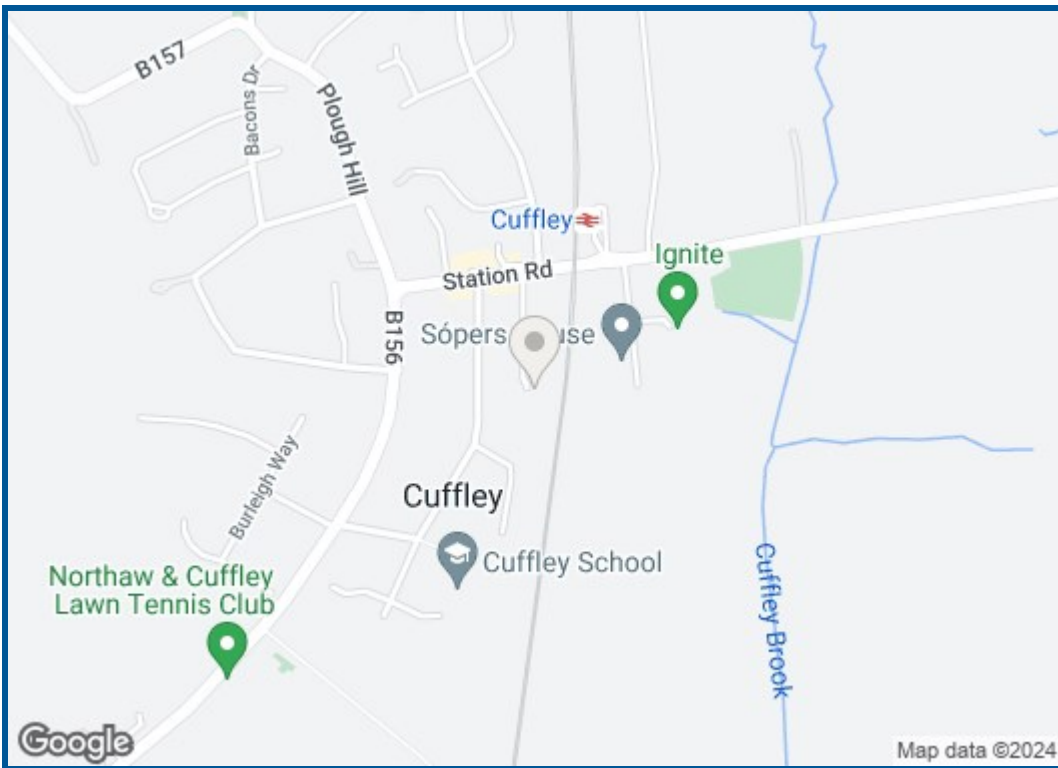 B157
Bacons Dr
Plough Hill
Cuffley
Ignite
Station Rd
B156
Sópers
use
Burleigh Way
Cuffley
Cuffley School
Northaw & Cuffley
Lawn Tennis Club
Cuffley Brook
Google
Map data ©2024